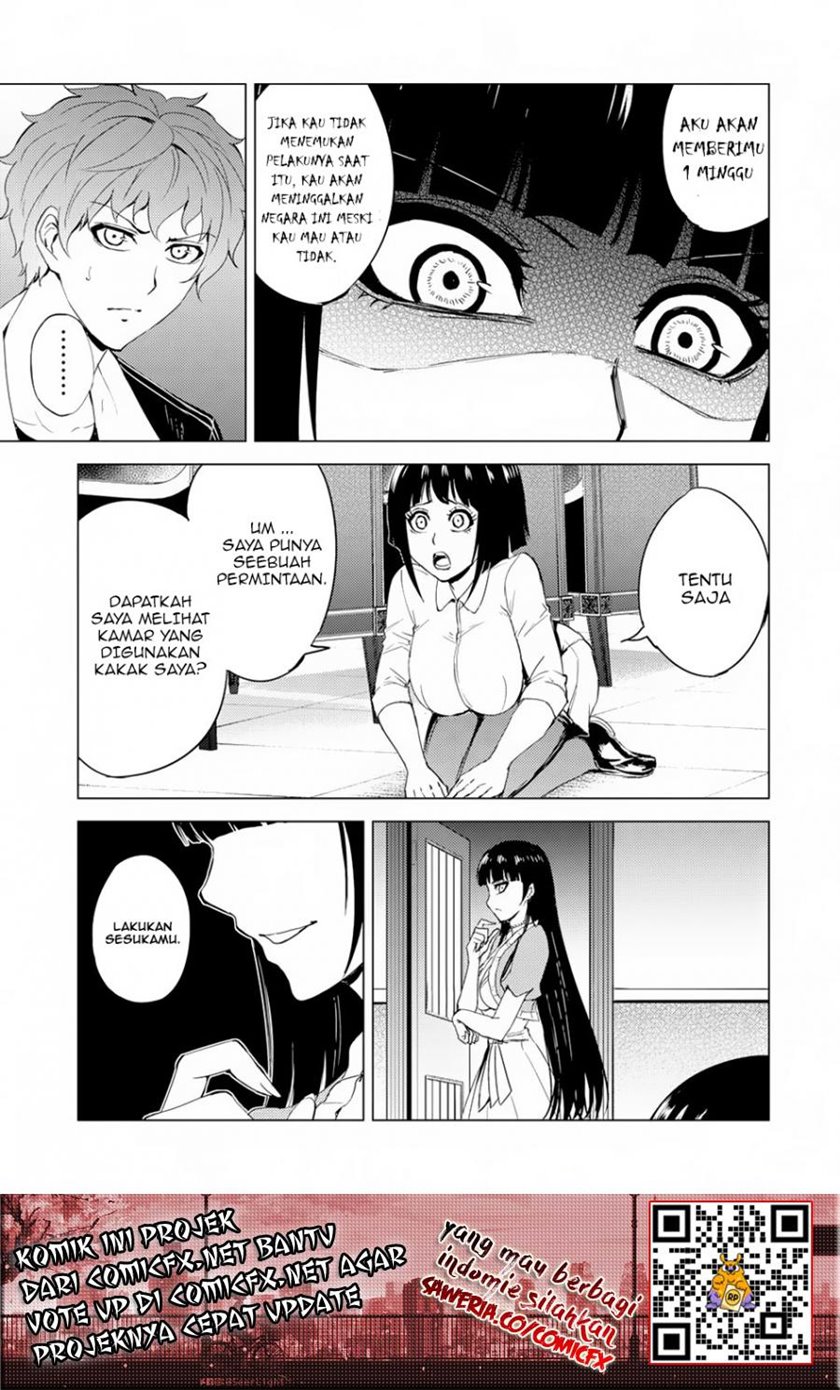 AKU AKAN
MEMBERIMU
1 MINGGU
JIKA KAU TIDAK
MENEMUKAN
PELAKUNYA SAAT
ITU, KAU AKAN
MENINGGALKAN
NEGARA INI MESKI
KAU MAU ATAU
TIDAK.
........
TENTU
SAJA
UM ...
SAYA PUNYA
SEEBUAH
PERMINTAAN.
DAPATKAH
SAYA MELIHAT
KAMAR YANG
DIGUNAKAN
KAKAK SAYA?
LAKUKAN
SESUKAMU.
KOMIK INI PROJEK
DARI COMICFX.NET BANTU
VOTE UP DI COMICFX.NET AGAR
PROJEKNYA CEPAT UPDATE
yang mau berbagi
indomie silahkan
SAWERIA.CO/COMICFX
RP